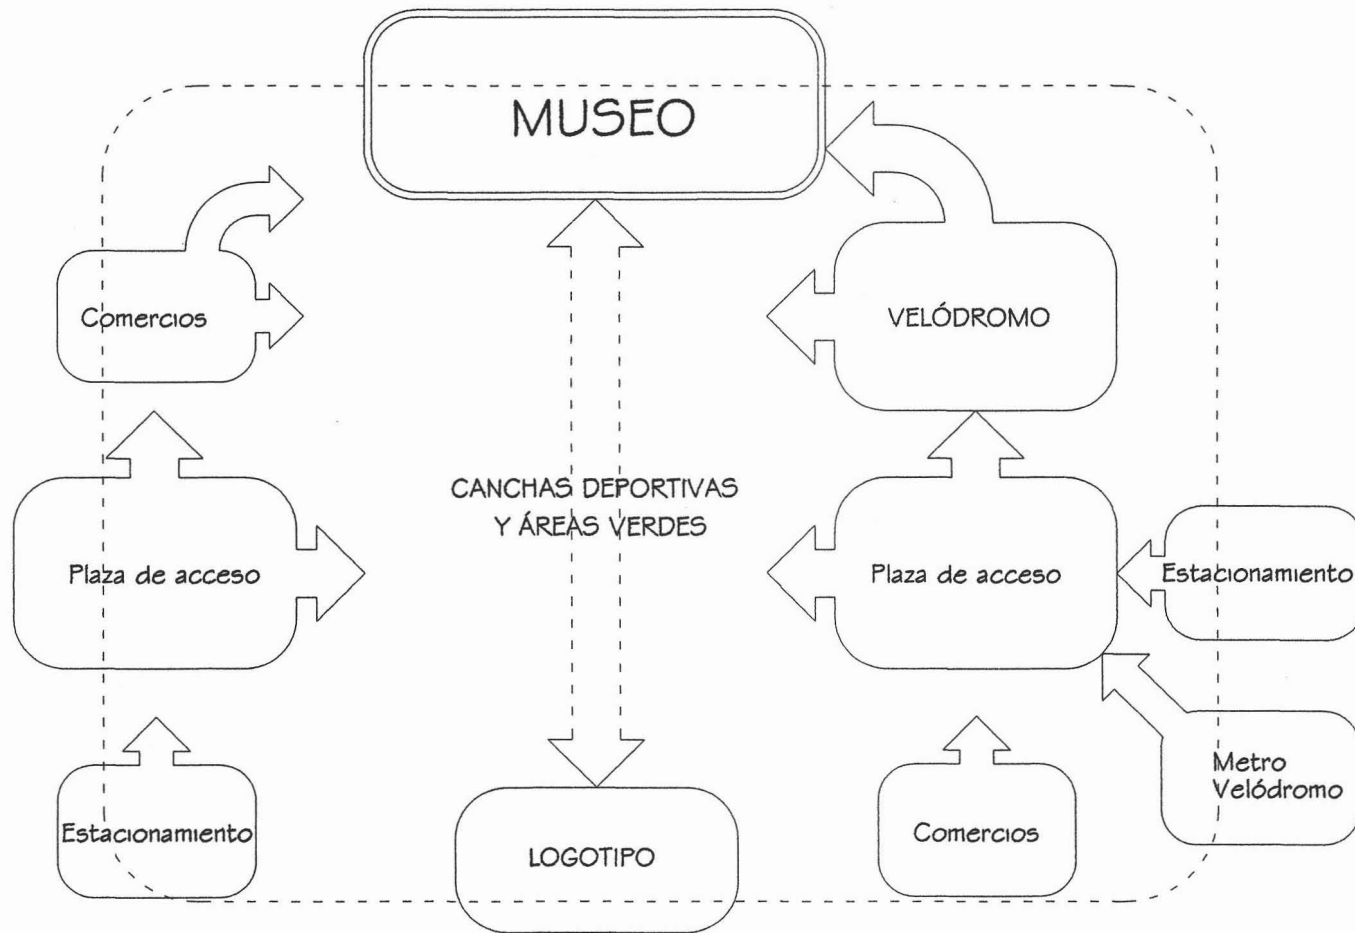 MUSEO
Comercios
VELÓDROMO
CANCHAS DEPORTIVAS
Y ÁREAS VERDES
Plaza de acceso
Plaza de acceso
Estacionamiento
Metro
Velódromo
Estacionamiento
LOGOTIPO
Comercios